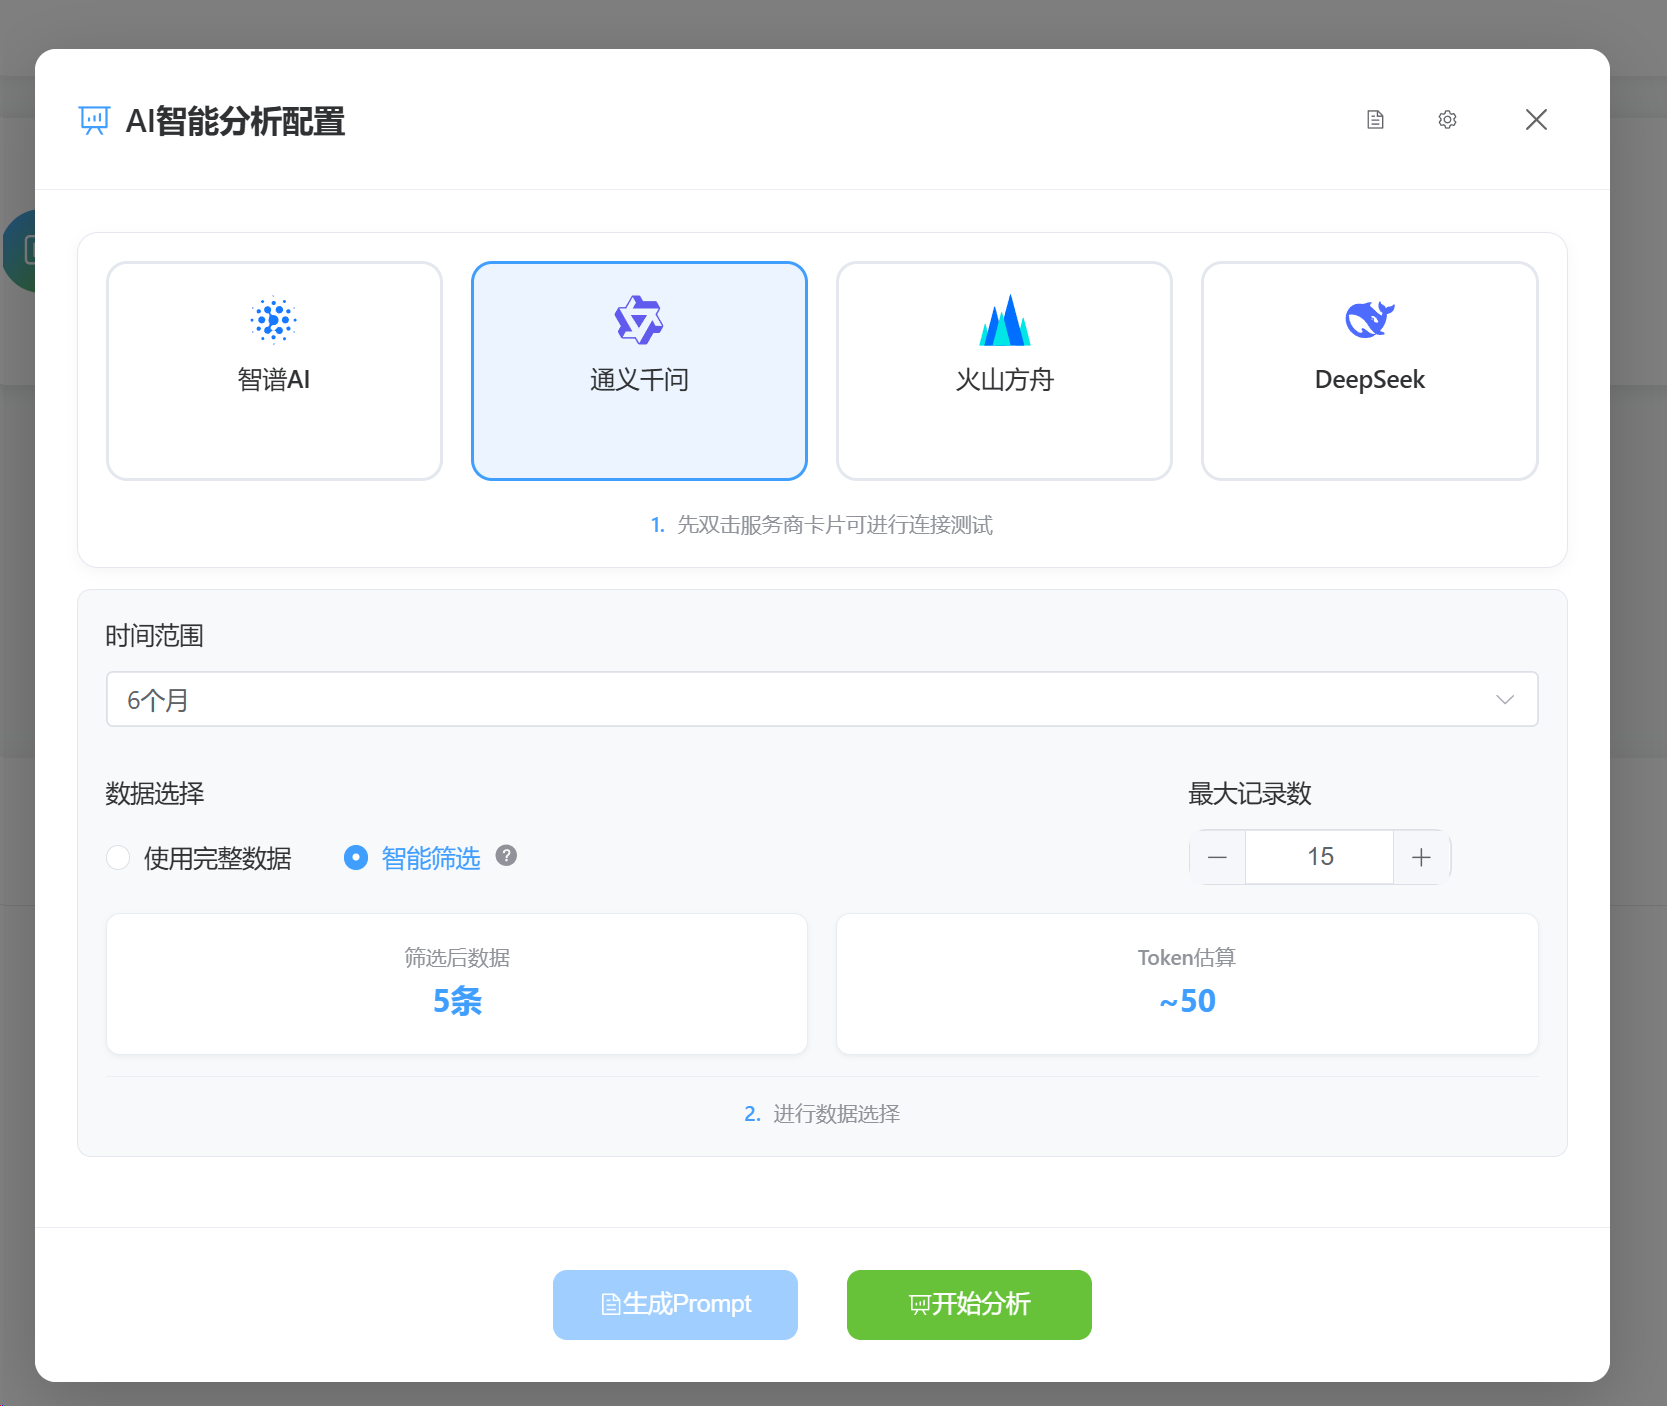 AI智能分析配置
智谱AI
通义千问
火山方舟
DeepSeek
1. 先双击服务商卡片可进行连接测试
时间范围
6个月
数据选择
最大记录数
使用完整数据
智能筛选
?
15
筛选后数据
5条
Token估算
~50
2. 进行数据选择
生成Prompt
开始分析